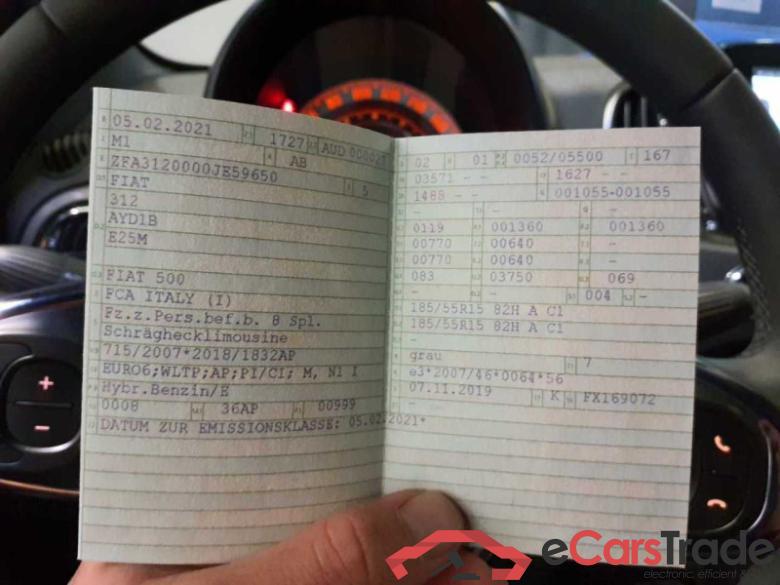 05.02.2021 1727 AUD
M1 AB
ZFA3120000JE59650 5
FIAT
312
AYD1B
E25M
FIAT 500
FCA ITALY (I)
Fz.z.Pers.bef.b. 8 Spl.
Schräghecklimousine
715/2007*2018/1832AP
EURO6;WLTP;AP;PI/CI; M, N1 I
Hybr.Benzin/E
0008 36AP 00999
DATUM ZUR EMISSIONSKLASSE: 05.02.2021*
02 01 0052/05500 167
03571 - - 1627 - -
1488 - - 001055-001055
- - -
0119 001360 001360
00770 00640 -
00770 00640 -
083 03750 069
- - 004 -
185/55R15 82H A C1
185/55R15 82H A C1
-
grau 7
e3*2007/46*0064*56
07.11.2019 K FX169072
-
+
-
eCarsTrade
electronic, efficient &